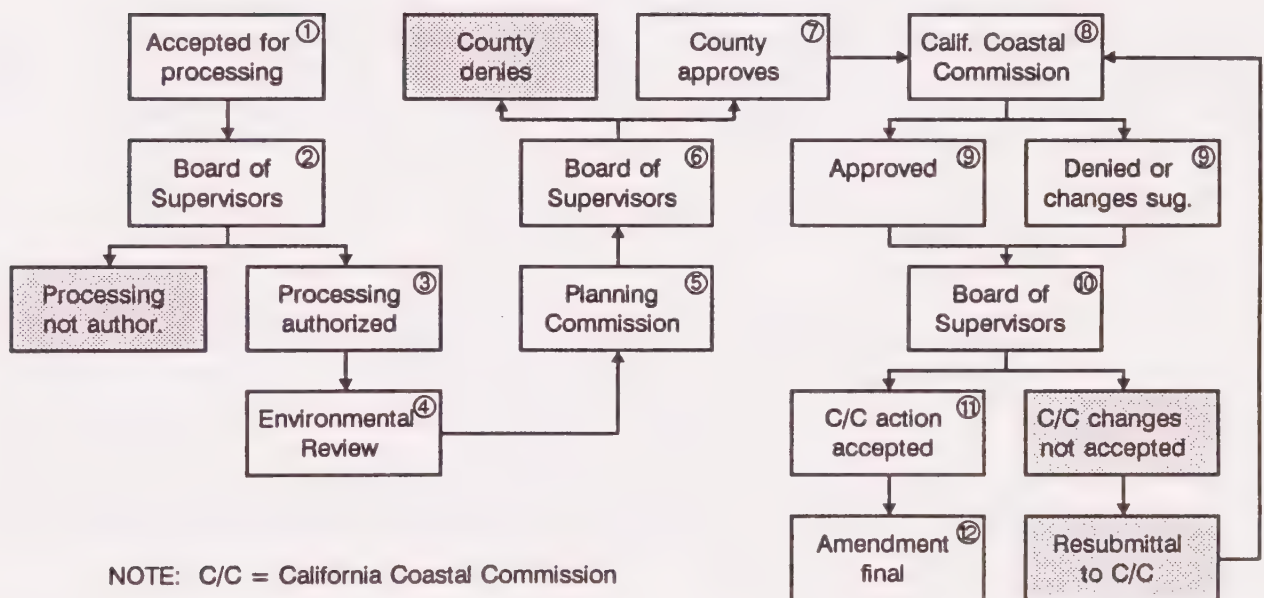 Accepted for ①
processing
Board of ②
Supervisors
Processing
not author.
Processing ③
authorized
Environmental ④
Review
County
denies
County ⑦
approves
Board of ⑥
Supervisors
Planning ⑤
Commission
Calif. Coastal ⑧
Commission
Approved ⑨
Denied or ⑨
changes sug.
Board of ⑩
Supervisors
C/C action ⑪
accepted
C/C changes
not accepted
Amendment ⑫
final
Resubmittal
to C/C
NOTE: C/C = California Coastal Commission